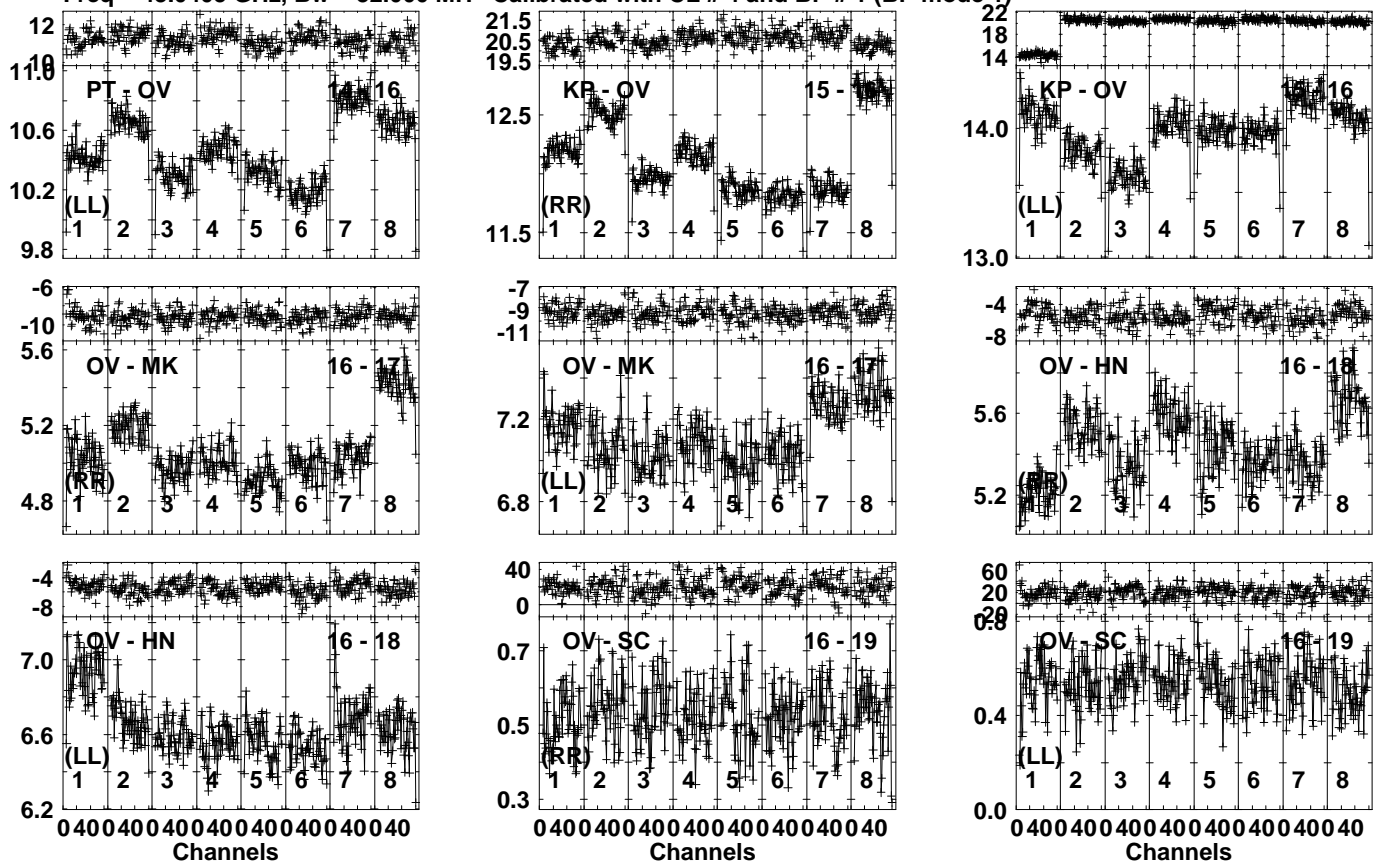 12 10 21.5 20.5 19.5 22 18 14
11.0 10.6 10.2 9.8 PT - OV 14 - 16 (LL) 1 2 3 4 5 6 7 8
12.5 11.5 KP - OV 15 - 16 (RR) 1 2 3 4 5 6 7 8
14.0 13.0 KP - OV 15 - 16 (LL) 1 2 3 4 5 6 7 8
-6 -10 -7 -9 -11 -4 -8
5.6 5.2 4.8 OV - MK 16 - 17 (RR) 1 2 3 4 5 6 7 8
7.2 6.8 OV - MK 16 - 17 (LL) 1 2 3 4 5 6 7 8
5.6 5.2 OV - HN 16 - 18 (RR) 1 2 3 4 5 6 7 8
-4 -8 40 0 60 20 -20
7.0 6.6 6.2 OV - HN 16 - 18 (LL) 1 2 3 4 5 6 7 8
0.7 0.5 0.3 OV - SC 16 - 19 (RR) 1 2 3 4 5 6 7 8
0.8 0.4 0.0 OV - SC 16 - 19 (LL) 1 2 3 4 5 6 7 8
0 40 0 40 0 40 0 40 0 40 0 40 0 40 0 40 0 40 0 40 0 40 0 40 0 40 0 40 0 40 0 40 0 40 0 40 0 40 0 40 0 40 0 40 0 40 0 40
Channels Channels Channels